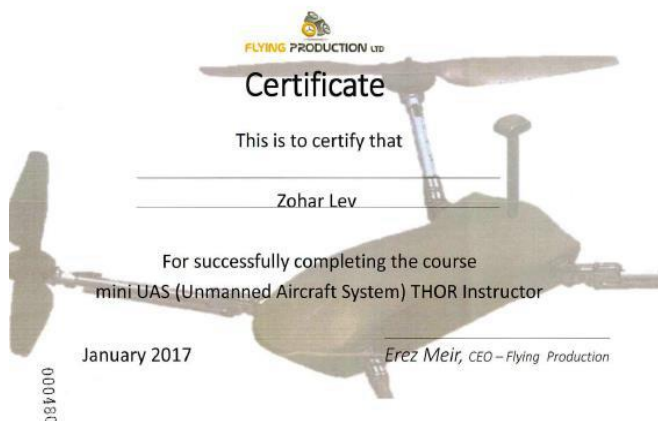 FLYING PRODUCTION LTD
Certificate
This is to certify that
Zohar Lev
For successfully completing the course
mini UAS (Unmanned Aircraft System) THOR Instructor
January 2017
Erez Meir, CEO – Flying Production
000480